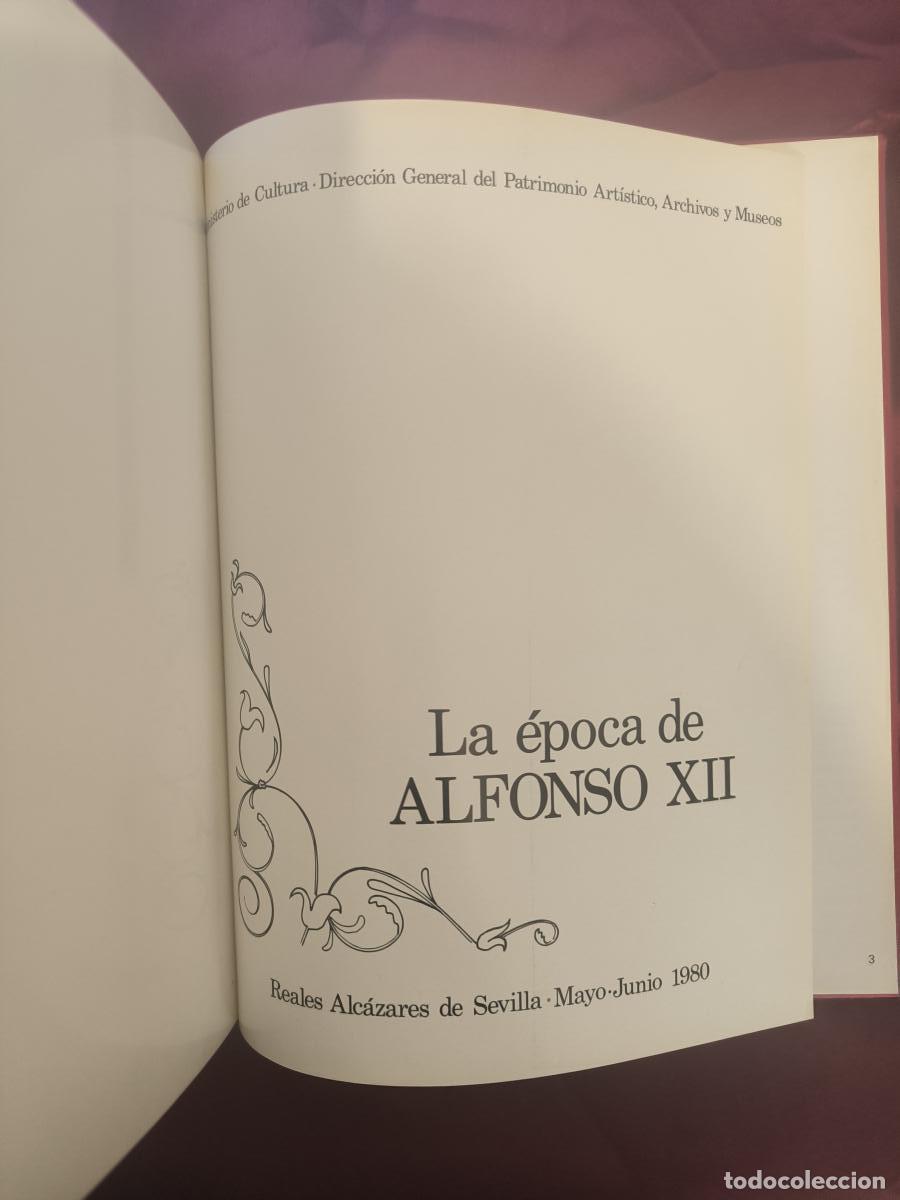 Ministerio de Cultura · Dirección General del Patrimonio Artístico, Archivos y Museos
La época de
ALFONSO XII
Reales Alcázares de Sevilla · Mayo-Junio 1980
3
todocoleccion